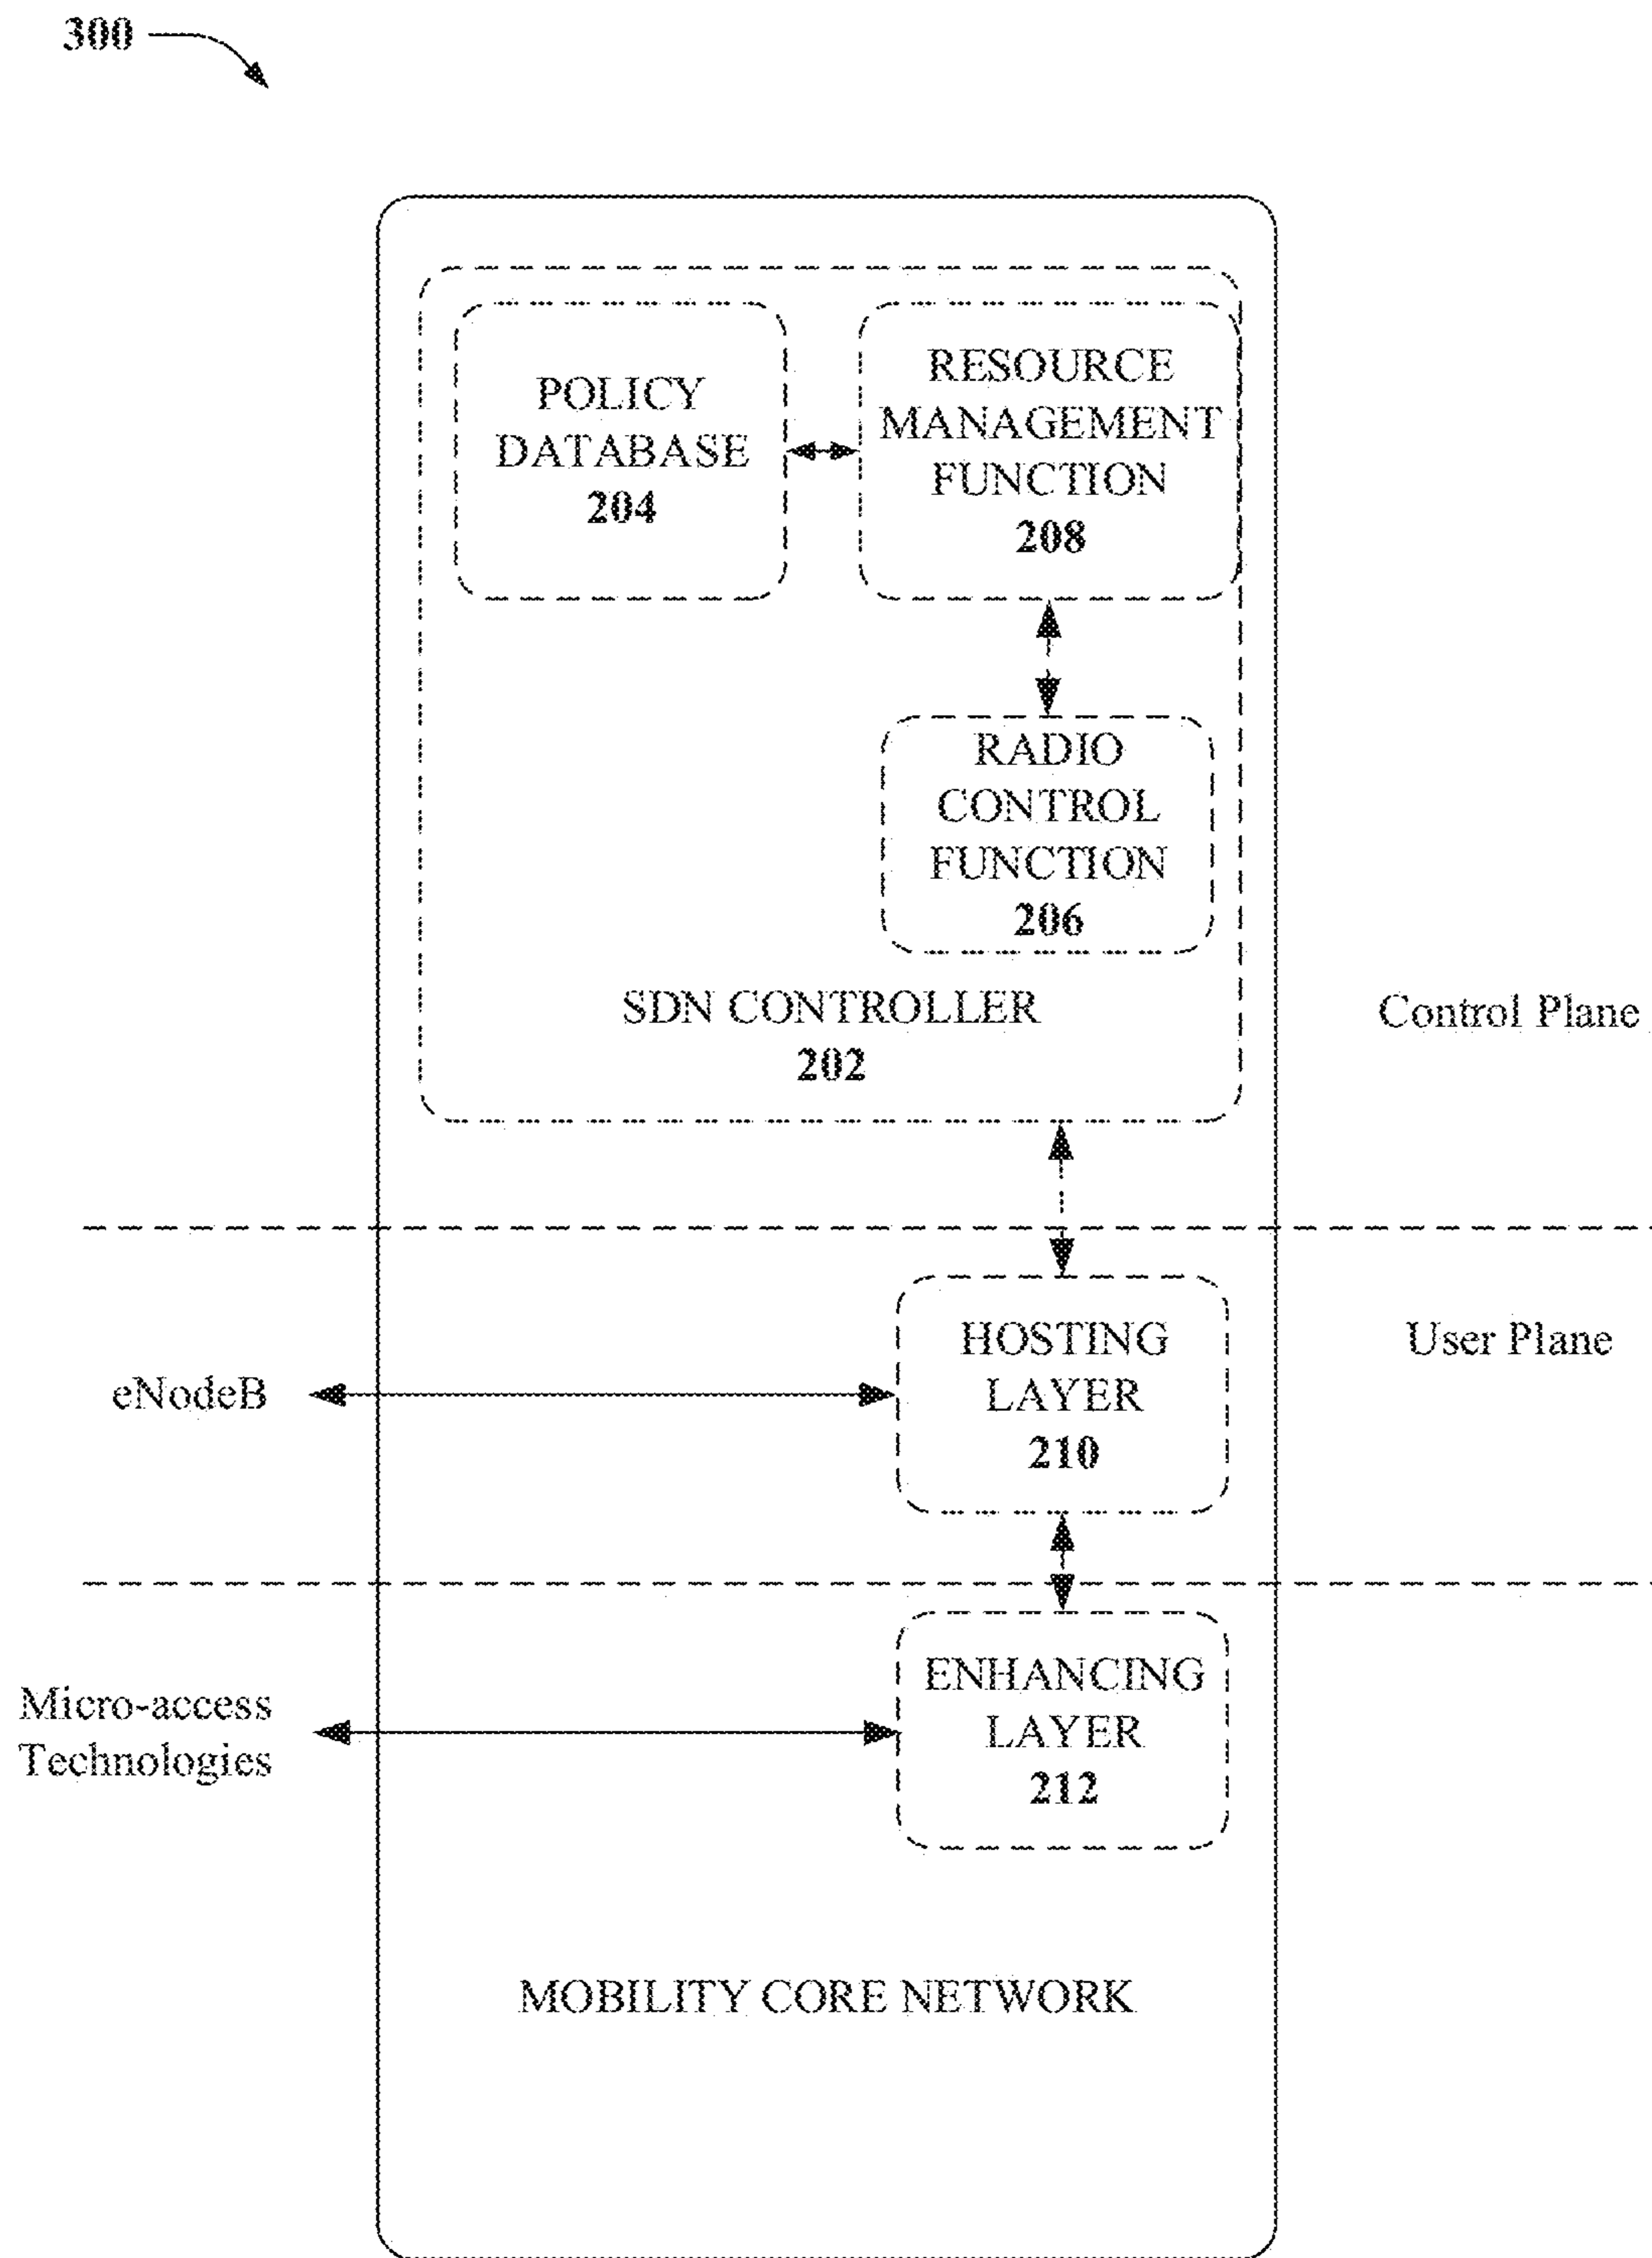 300
POLICY
DATABASE
204
RESOURCE
MANAGEMENT
FUNCTION
208
RADIO
CONTROL
FUNCTION
206
SDN CONTROLLER
202
Control Plane
HOSTING
LAYER
210
User Plane
eNodeB
ENHANCING
LAYER
212
Micro-access
Technologies
MOBILITY CORE NETWORK